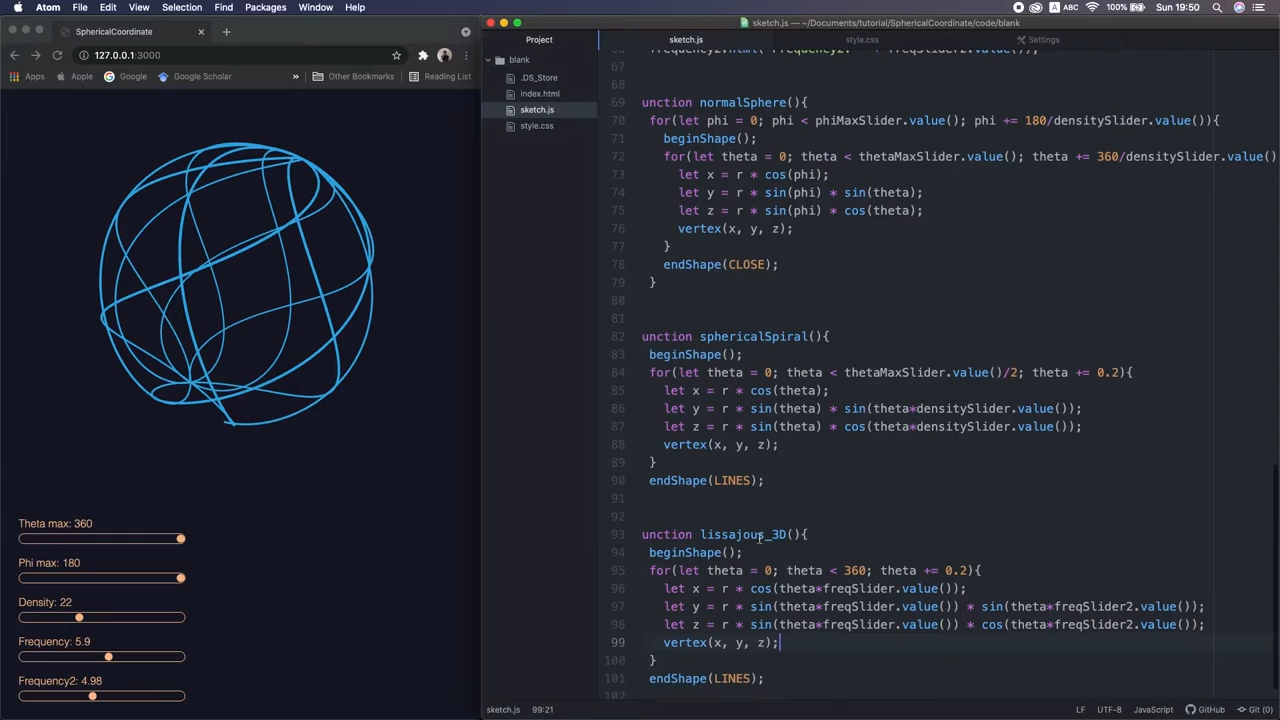 Atom File Edit View Selection Find Packages Window Help
ABC 100% Sun 19:50
SphericalCoordinate
127.0.0.1:3000
Apps Apple Google Google Scholar » Other Bookmarks Reading List
Theta max: 360
Phi max: 180
Density: 22
Frequency: 5.9
Frequency2: 4.98
sketch.js — ~/Documents/tutorial/SphericalCoordinate/code/blank
Project
sketch.js style.css Settings
blank
.DS_Store
index.html
sketch.js
style.css
67
68
69 unction normalSphere(){
70 for(let phi = 0; phi < phiMaxSlider.value(); phi += 180/densitySlider.value()){
71 beginShape();
72 for(let theta = 0; theta < thetaMaxSlider.value(); theta += 360/densitySlider.value()
73 let x = r * cos(phi);
74 let y = r * sin(phi) * sin(theta);
75 let z = r * sin(phi) * cos(theta);
76 vertex(x, y, z);
77 }
78 endShape(CLOSE);
79 }
80
81
82 unction sphericalSpiral(){
83 beginShape();
84 for(let theta = 0; theta < thetaMaxSlider.value()/2; theta += 0.2){
85 let x = r * cos(theta);
86 let y = r * sin(theta) * sin(theta*densitySlider.value());
87 let z = r * sin(theta) * cos(theta*densitySlider.value());
88 vertex(x, y, z);
89 }
90 endShape(LINES);
91
92
93 unction lissajous_3D(){
94 beginShape();
95 for(let theta = 0; theta < 360; theta += 0.2){
96 let x = r * cos(theta*freqSlider.value());
97 let y = r * sin(theta*freqSlider.value()) * sin(theta*freqSlider2.value());
98 let z = r * sin(theta*freqSlider.value()) * cos(theta*freqSlider2.value());
99 vertex(x, y, z);
100 }
101 endShape(LINES);
102
sketch.js 99:21 LF UTF-8 JavaScript GitHub Git (0)